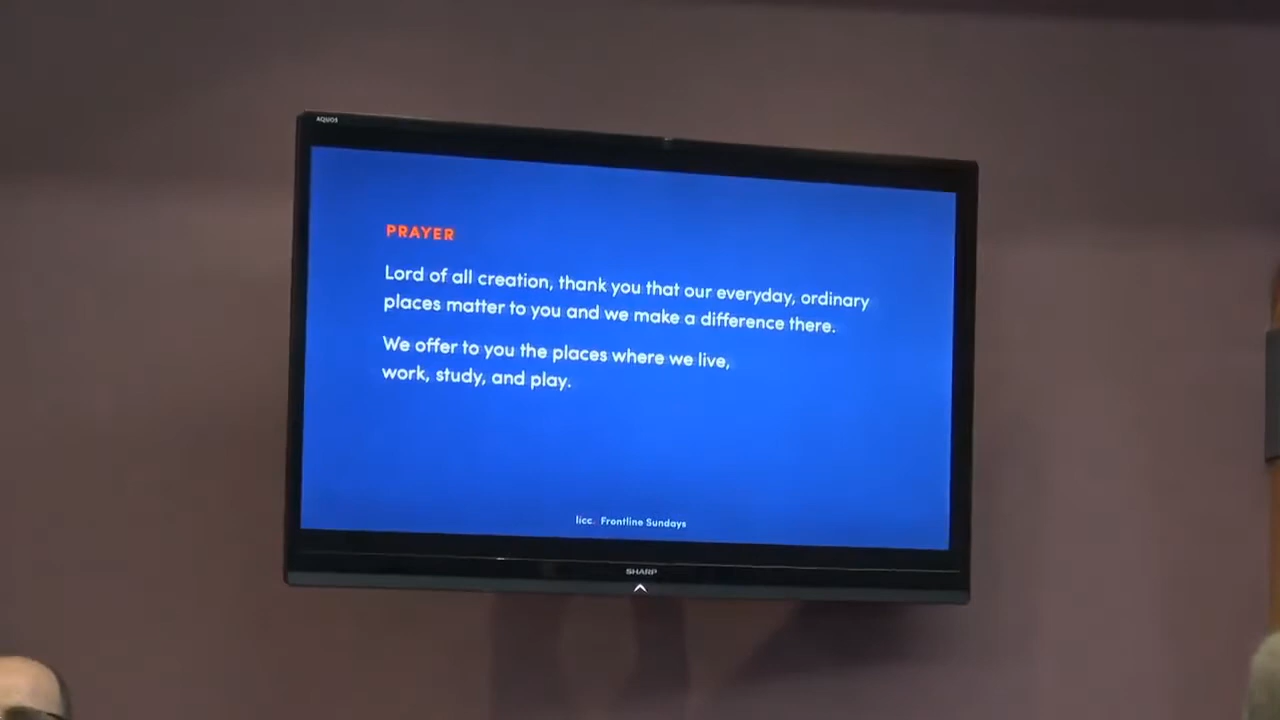 AQUOS
PRAYER
Lord of all creation, thank you that our everyday, ordinary
places matter to you and we make a difference there.
We offer to you the places where we live,
work, study, and play.
licc. Frontline Sundays
SHARP